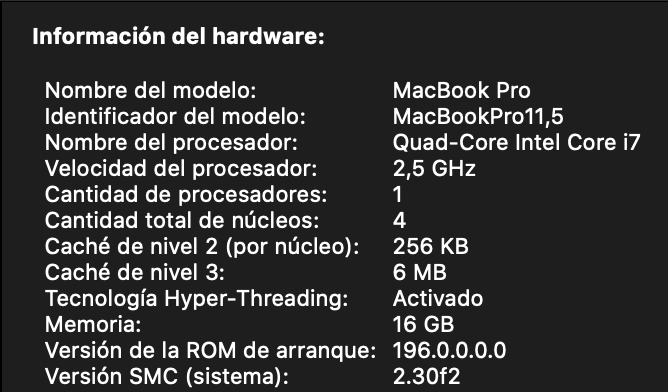 Información del hardware:
Nombre del modelo: MacBook Pro
Identificador del modelo: MacBookPro11,5
Nombre del procesador: Quad-Core Intel Core i7
Velocidad del procesador: 2,5 GHz
Cantidad de procesadores: 1
Cantidad total de núcleos: 4
Caché de nivel 2 (por núcleo): 256 KB
Caché de nivel 3: 6 MB
Tecnología Hyper-Threading: Activado
Memoria: 16 GB
Versión de la ROM de arranque: 196.0.0.0.0
Versión SMC (sistema): 2.30f2